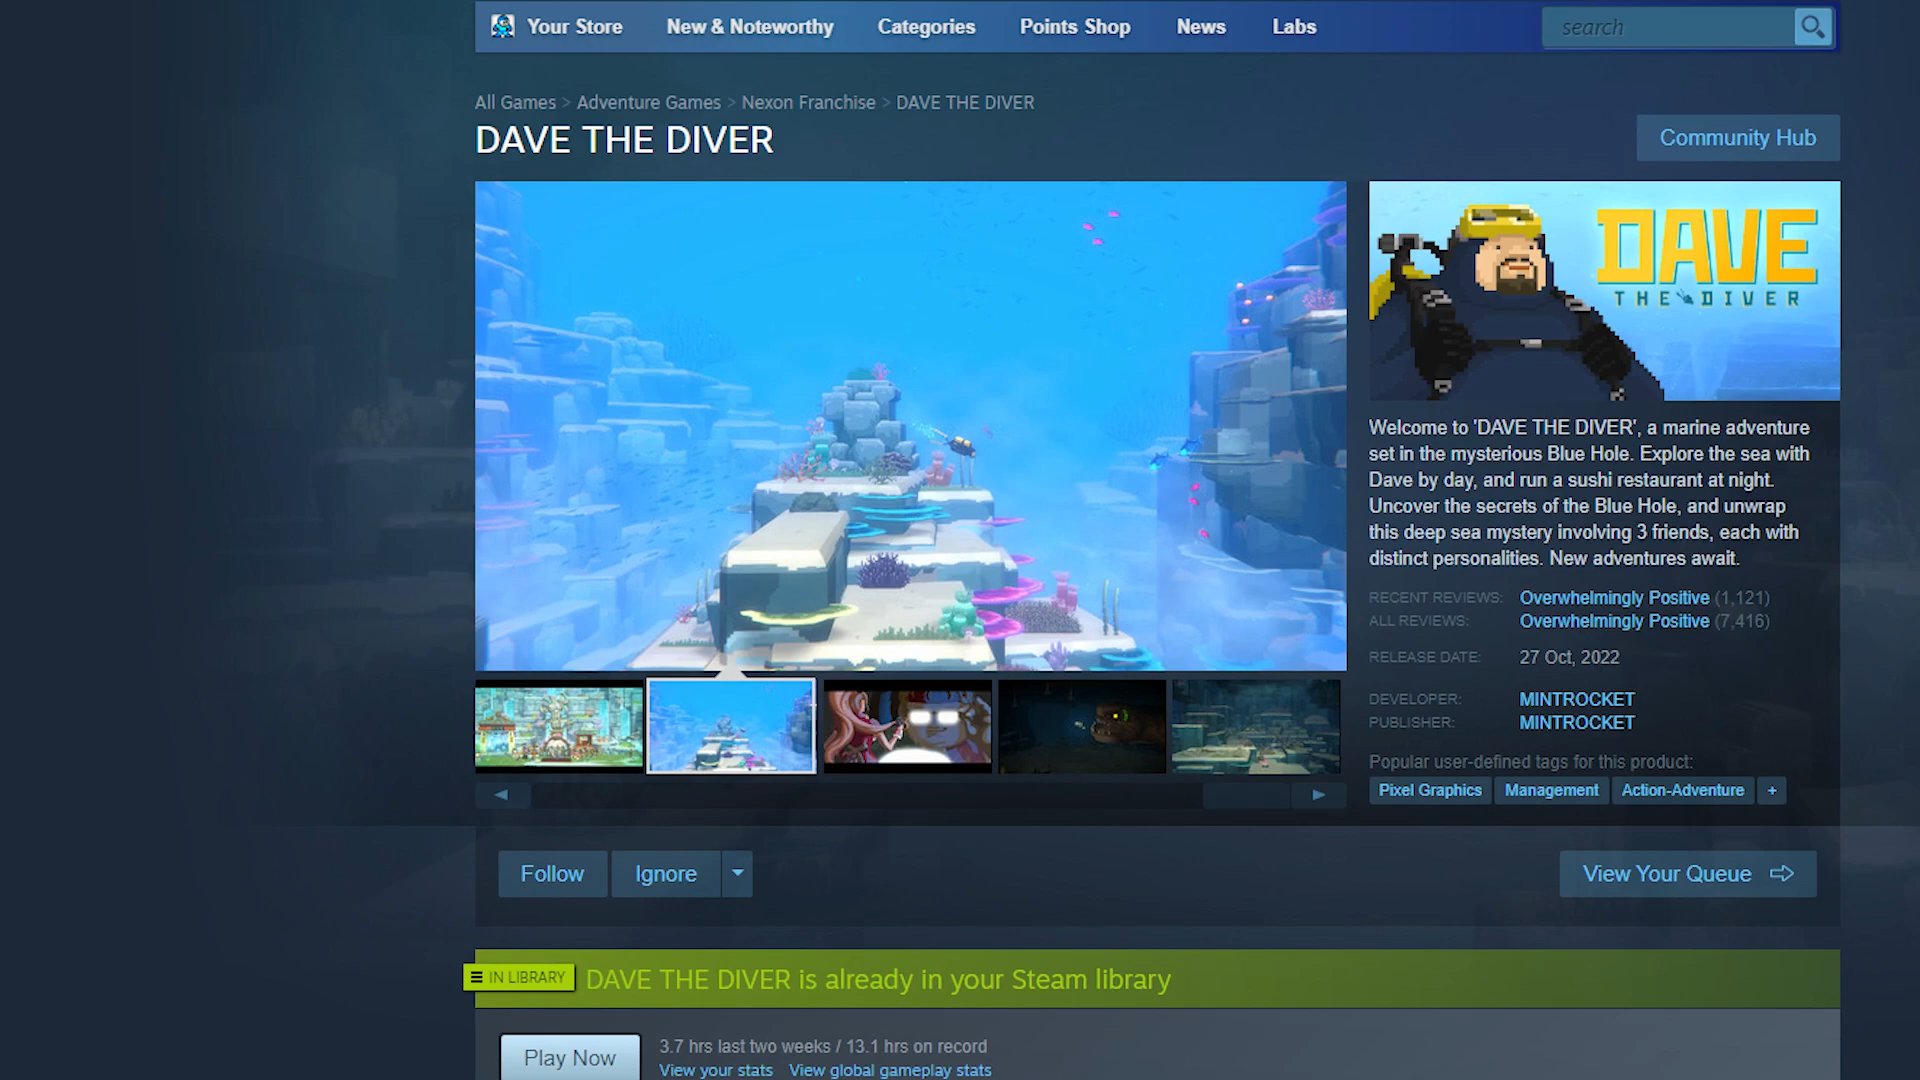 Your Store
New & Noteworthy
Categories
Points Shop
News
Labs
search
All Games > Adventure Games > Nexon Franchise > DAVE THE DIVER
DAVE THE DIVER
Community Hub
DAVE
THE DIVER
Welcome to 'DAVE THE DIVER', a marine adventure
set in the mysterious Blue Hole. Explore the sea with
Dave by day, and run a sushi restaurant at night.
Uncover the secrets of the Blue Hole, and unwrap
this deep sea mystery involving 3 friends, each with
distinct personalities. New adventures await.
RECENT REVIEWS: Overwhelmingly Positive (1,121)
ALL REVIEWS: Overwhelmingly Positive (7,416)
RELEASE DATE: 27 Oct, 2022
DEVELOPER: MINTROCKET
PUBLISHER: MINTROCKET
Popular user-defined tags for this product:
Pixel Graphics Management Action-Adventure +
Follow
Ignore
View Your Queue
IN LIBRARY
DAVE THE DIVER is already in your Steam library
Play Now
3.7 hrs last two weeks / 13.1 hrs on record
View your stats View global gameplay stats